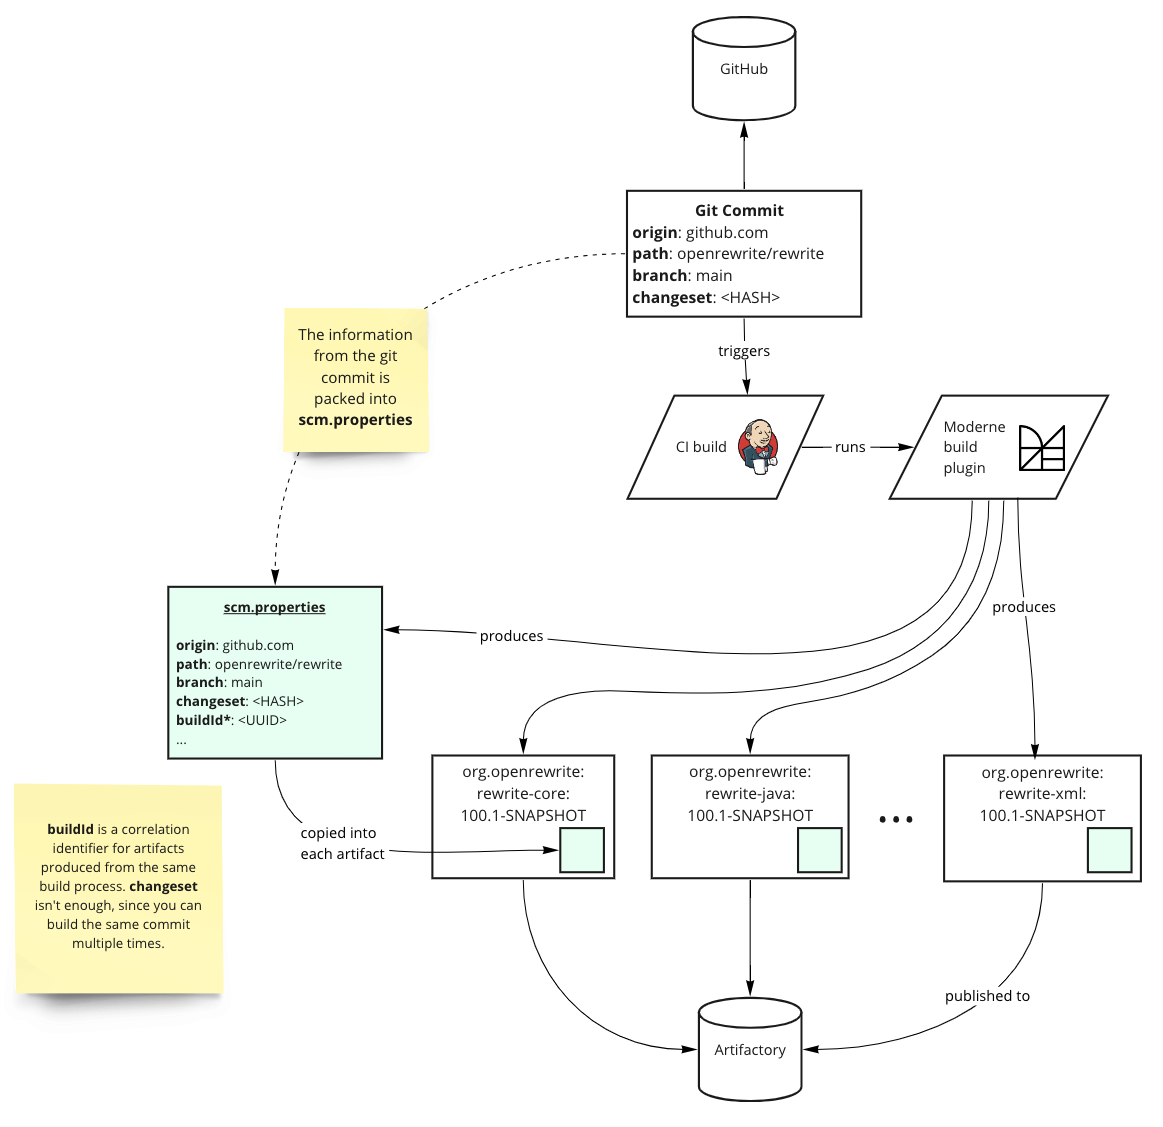 GitHub
Git Commit
origin: github.com
path: openrewrite/rewrite
branch: main
changeset: <HASH>
The information
from the git
commit is
packed into
scm.properties
triggers
CI build
runs
Moderne
build
plugin
scm.properties
origin: github.com
path: openrewrite/rewrite
branch: main
changeset: <HASH>
buildId*: <UUID>
...
produces
produces
org.openrewrite:
rewrite-core:
100.1-SNAPSHOT
org.openrewrite:
rewrite-java:
100.1-SNAPSHOT
...
org.openrewrite:
rewrite-xml:
100.1-SNAPSHOT
copied into
each artifact
buildId is a correlation
identifier for artifacts
produced from the same
build process. changeset
isn't enough, since you can
build the same commit
multiple times.
published to
Artifactory